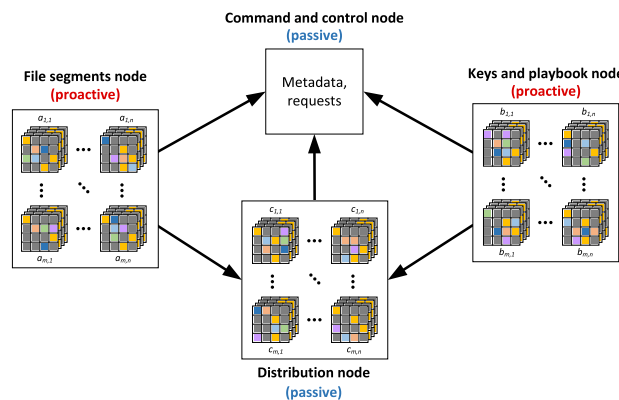 Command and control node
(passive)
Metadata,
requests
File segments node
(proactive)
a1,1
a1,n
am,1
am,n
Keys and playbook node
(proactive)
b1,1
b1,n
bm,1
bm,n
c1,1
c1,n
cm,1
cm,n
Distribution node
(passive)